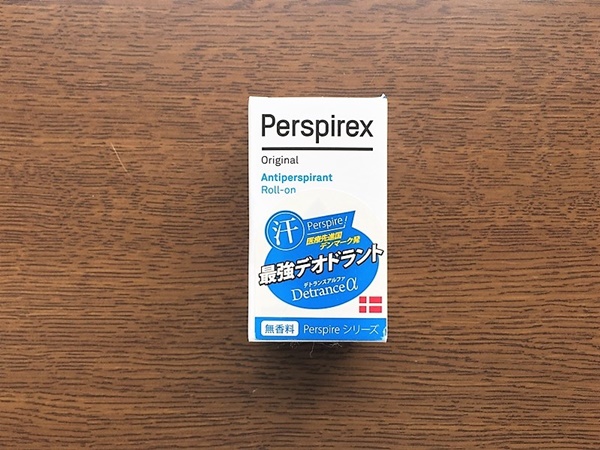 Perspirex
Original
Antiperspirant
Roll-on
汗
Perspire!
医療先進国
デンマーク発
最強デオドラント
デトランスアルファ
Detranceα
無香料 Perspire シリーズ